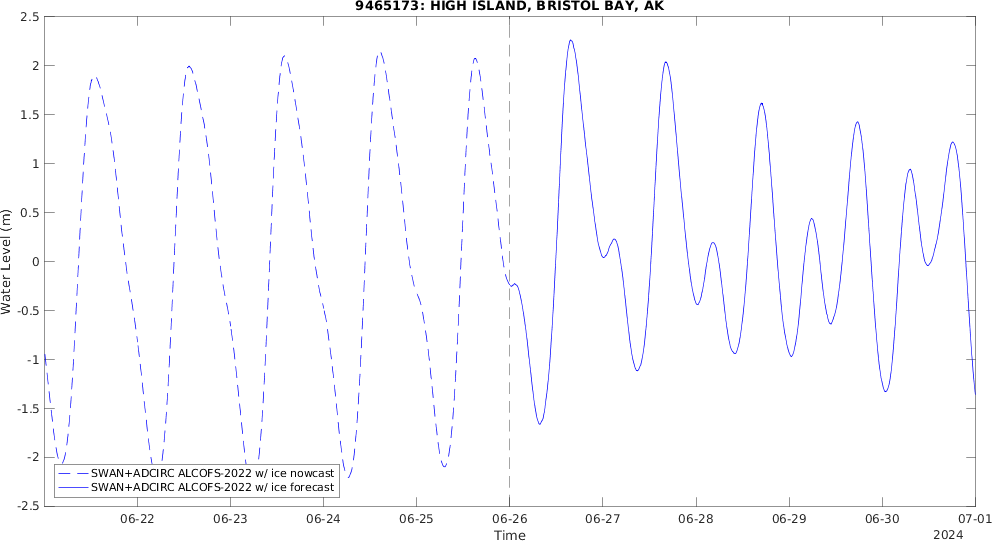 9465173: HIGH ISLAND, BRISTOL BAY, AK
2.5
2
1.5
1
0.5
0
-0.5
-1
-1.5
-2
-2.5
Water Level (m)
SWAN+ADCIRC ALCOFS-2022 w/ ice nowcast
SWAN+ADCIRC ALCOFS-2022 w/ ice forecast
06-22 06-23 06-24 06-25 06-26 06-27 06-28 06-29 06-30 07-01
Time
2024